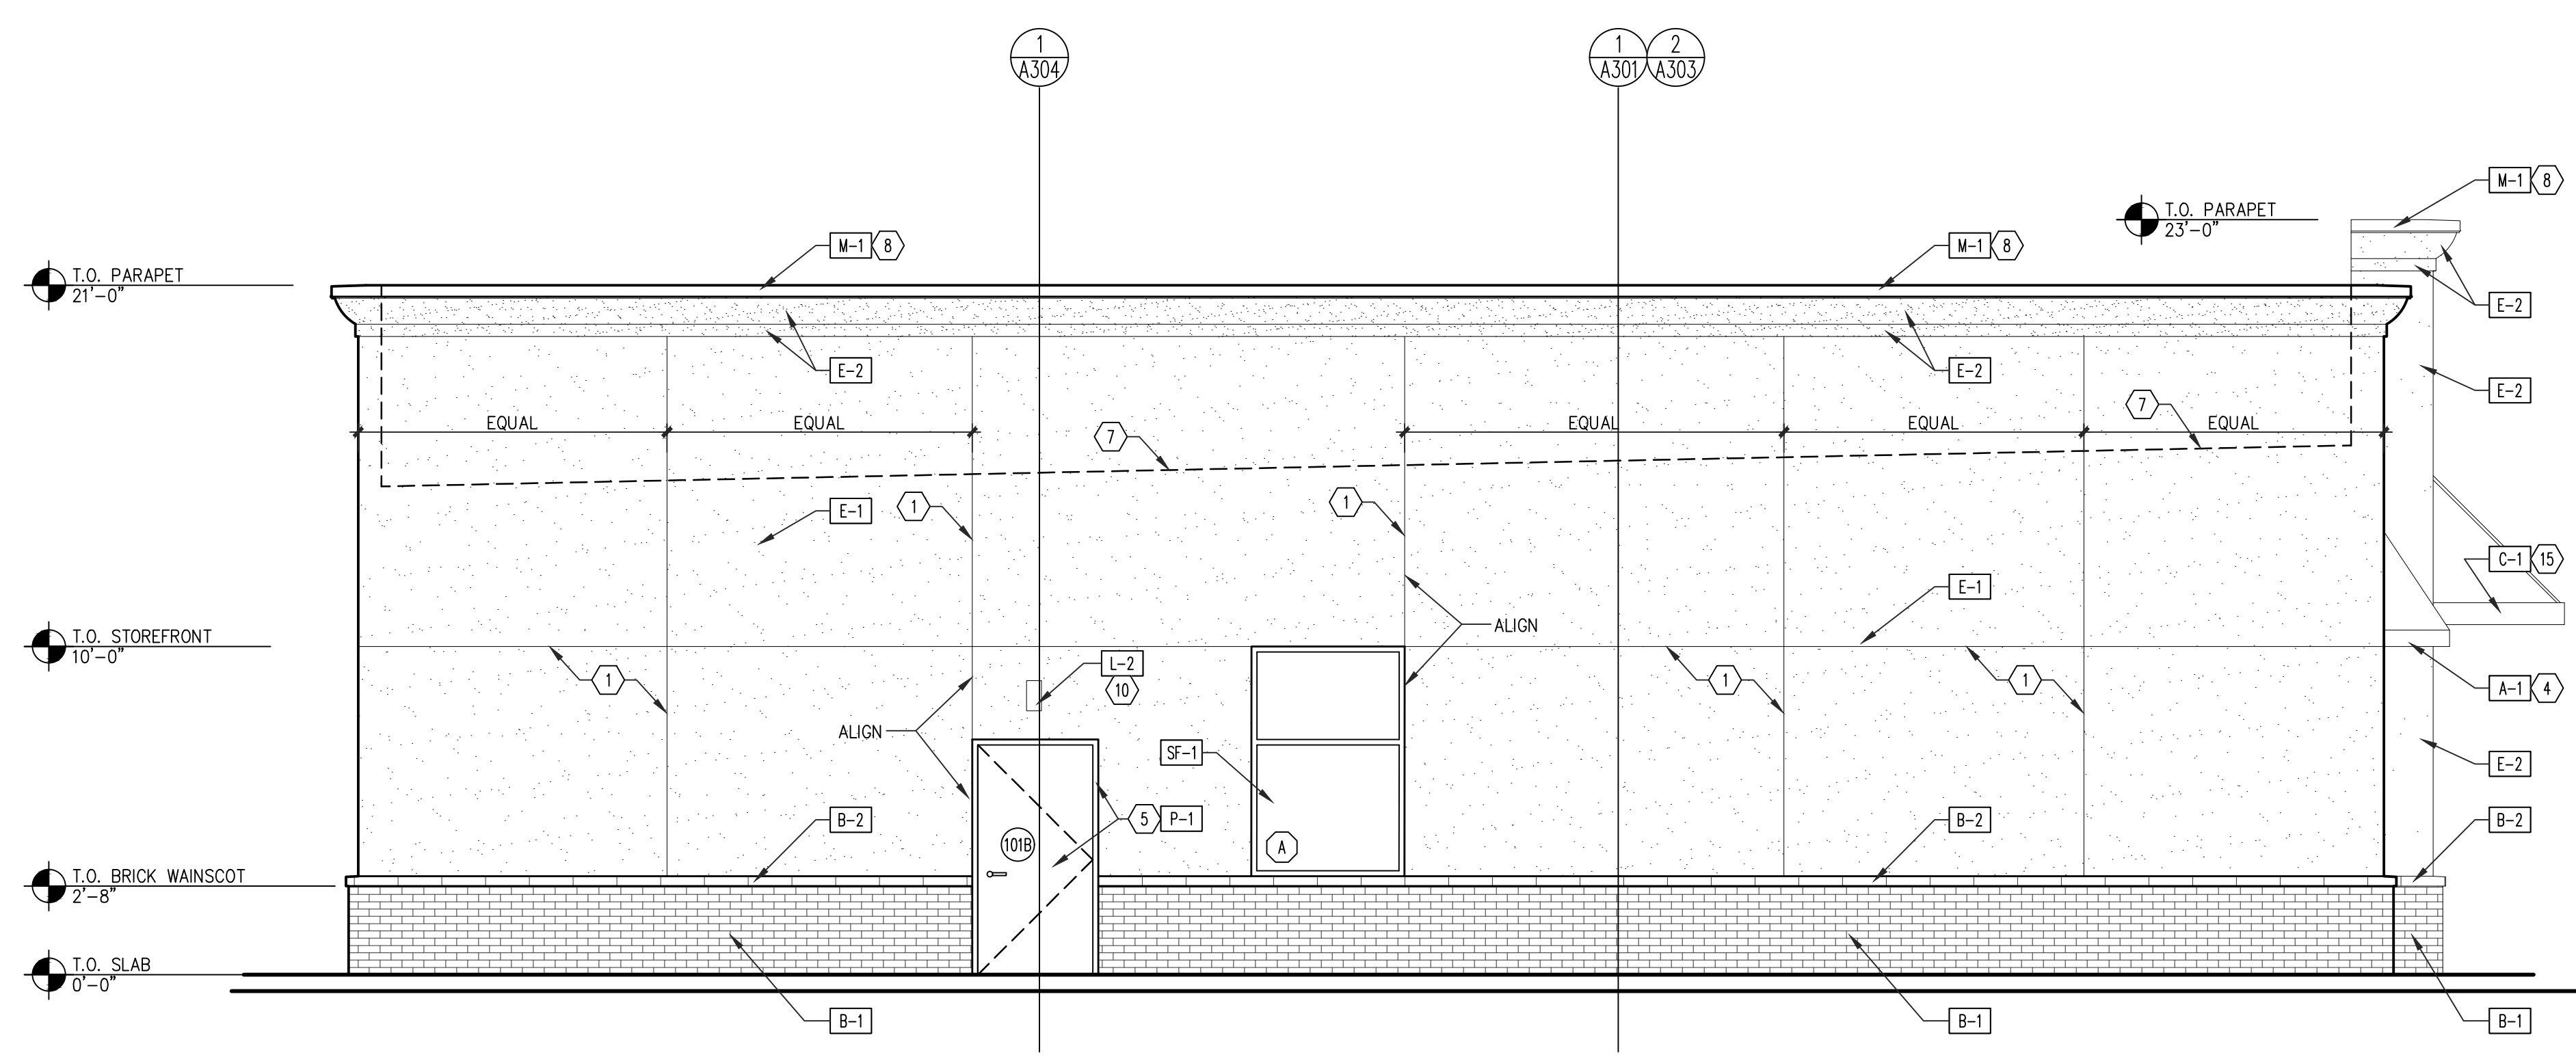 1
A304
1
A301
2
A303
M-1 8
T.O. PARAPET
23'-0"
M-1 8
M-1 8
T.O. PARAPET
21'-0"
E-2
E-2
E-2
E-2
7
EQUAL
EQUAL
EQUAL
EQUAL
EQUAL
7
E-1
1
1
C-1 15
E-1
ALIGN
T.O. STOREFRONT
10'-0"
L-2
10
1
1
1
A-1 4
ALIGN
SF-1
E-2
B-2
5 P-1
B-2
B-2
101B
A
T.O. BRICK WAINSCOT
2'-8"
T.O. SLAB
0'-0"
B-1
B-1
B-1